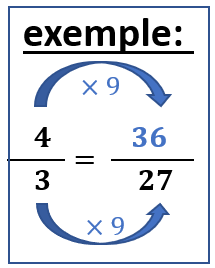 exemple:
× 9
4/3 = 36/27
× 9